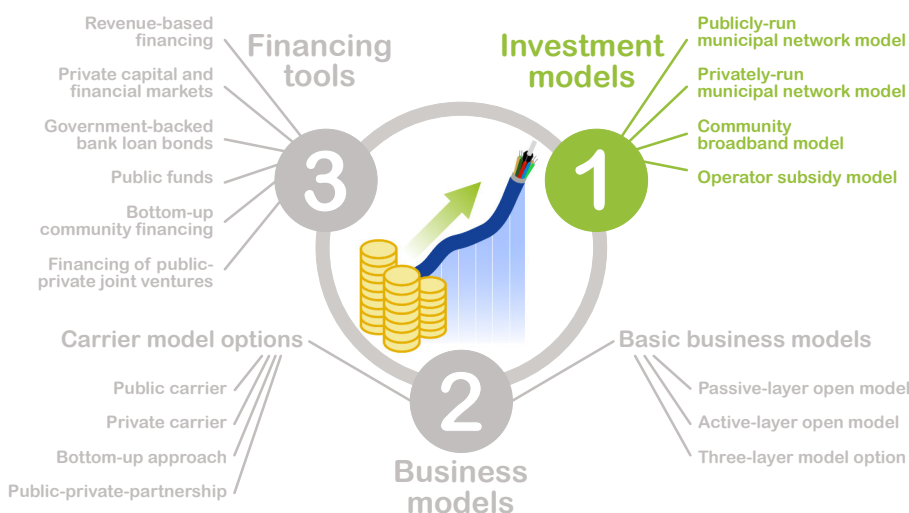 Revenue-based
financing
Private capital and
financial markets
Government-backed
bank loan bonds
Public funds
Bottom-up
community financing
Financing of public-
private joint ventures
Financing
tools
3
Investment
models
1
Publicly-run
municipal network model
Privately-run
municipal network model
Community
broadband model
Operator subsidy model
Carrier model options
Public carrier
Private carrier
Bottom-up approach
Public-private-partnership
2
Business
models
Basic business models
Passive-layer open model
Active-layer open model
Three-layer model option